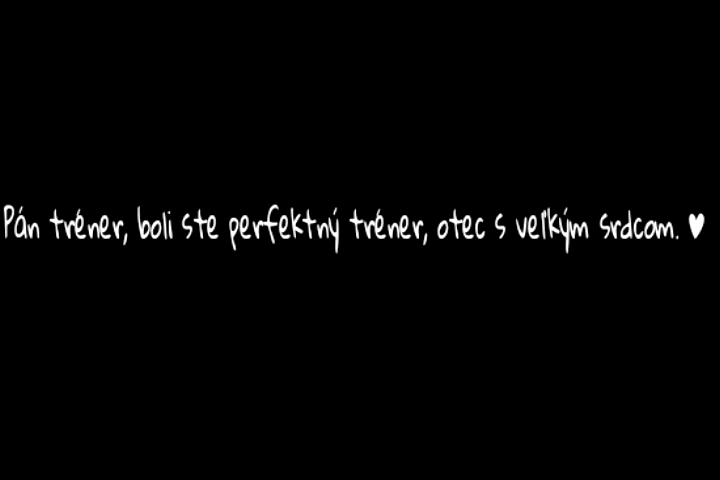 Pán tréner, boli ste perfektný tréner, otec s veľkým srdcom. ♥